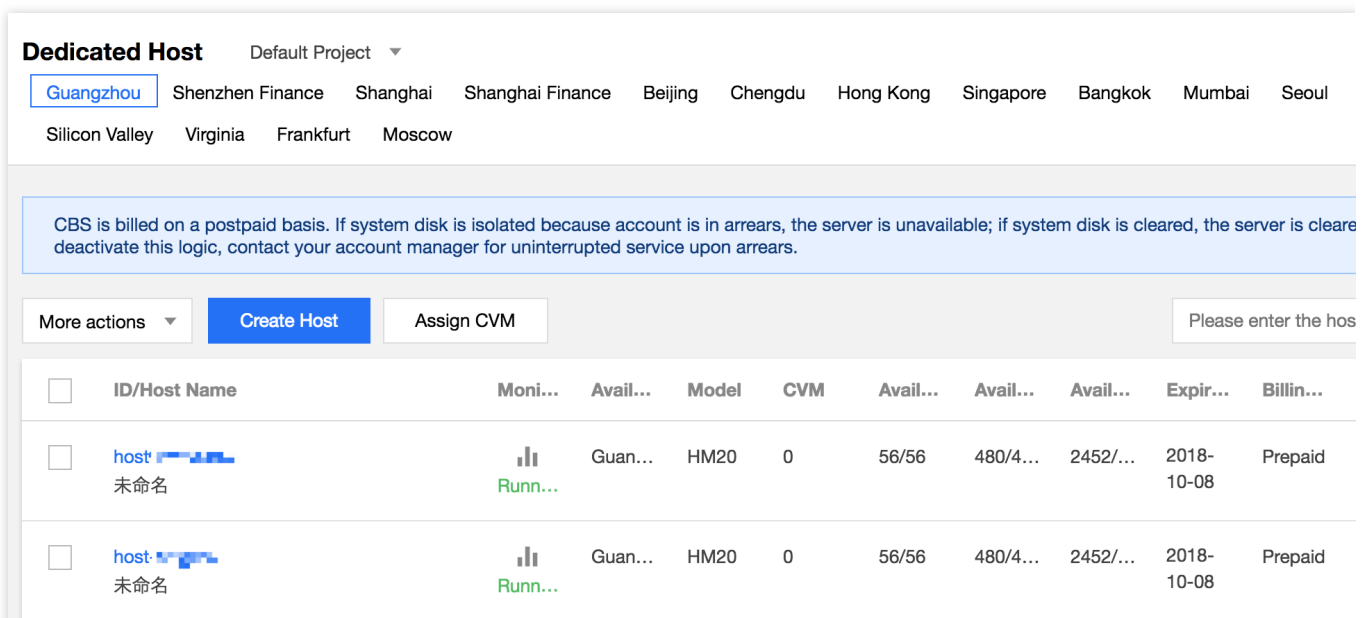 Dedicated Host Default Project
Guangzhou Shenzhen Finance Shanghai Shanghai Finance Beijing Chengdu Hong Kong Singapore Bangkok Mumbai Seoul
Silicon Valley Virginia Frankfurt Moscow
CBS is billed on a postpaid basis. If system disk is isolated because account is in arrears, the server is unavailable; if system disk is cleared, the server is cleare
deactivate this logic, contact your account manager for uninterrupted service upon arrears.
More actions Create Host Assign CVM Please enter the hos
ID/Host Name Moni... Avail... Model CVM Avail... Avail... Avail... Expir... Billin...
host Guan... HM20 0 56/56 480/4... 2452/... 2018- Prepaid
未命名 Runn... 10-08
host- Guan... HM20 0 56/56 480/4... 2452/... 2018- Prepaid
未命名 Runn... 10-08